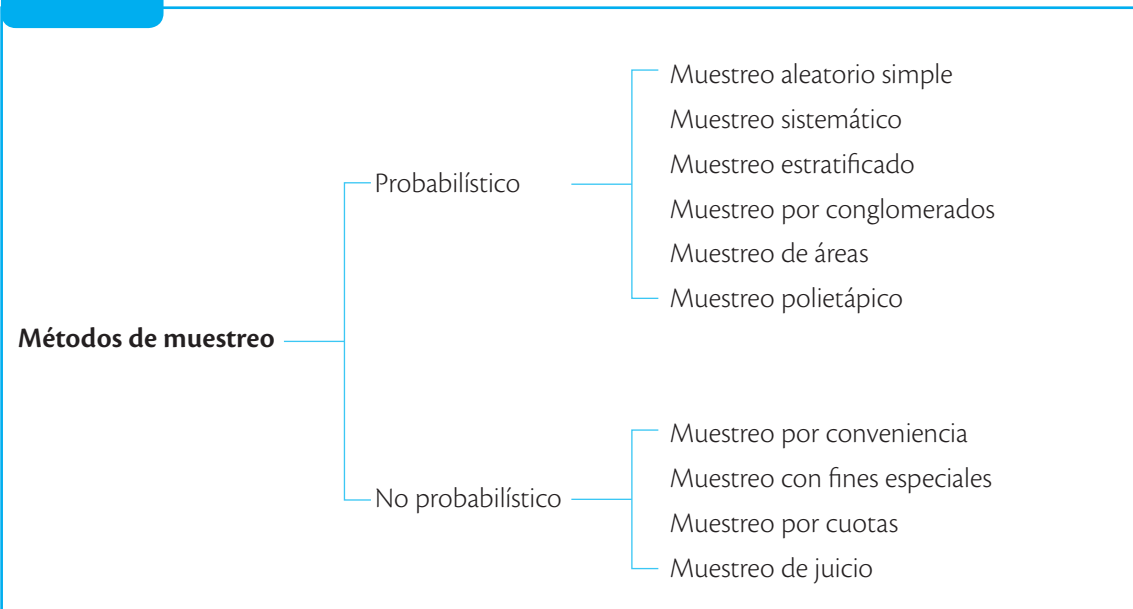 Muestreo aleatorio simple
Muestreo sistemático
Muestreo estratificado
Probabilístico
Muestreo por conglomerados
Muestreo de áreas
Muestreo polietápico
Métodos de muestreo
Muestreo por conveniencia
Muestreo con fines especiales
No probabilístico
Muestreo por cuotas
Muestreo de juicio